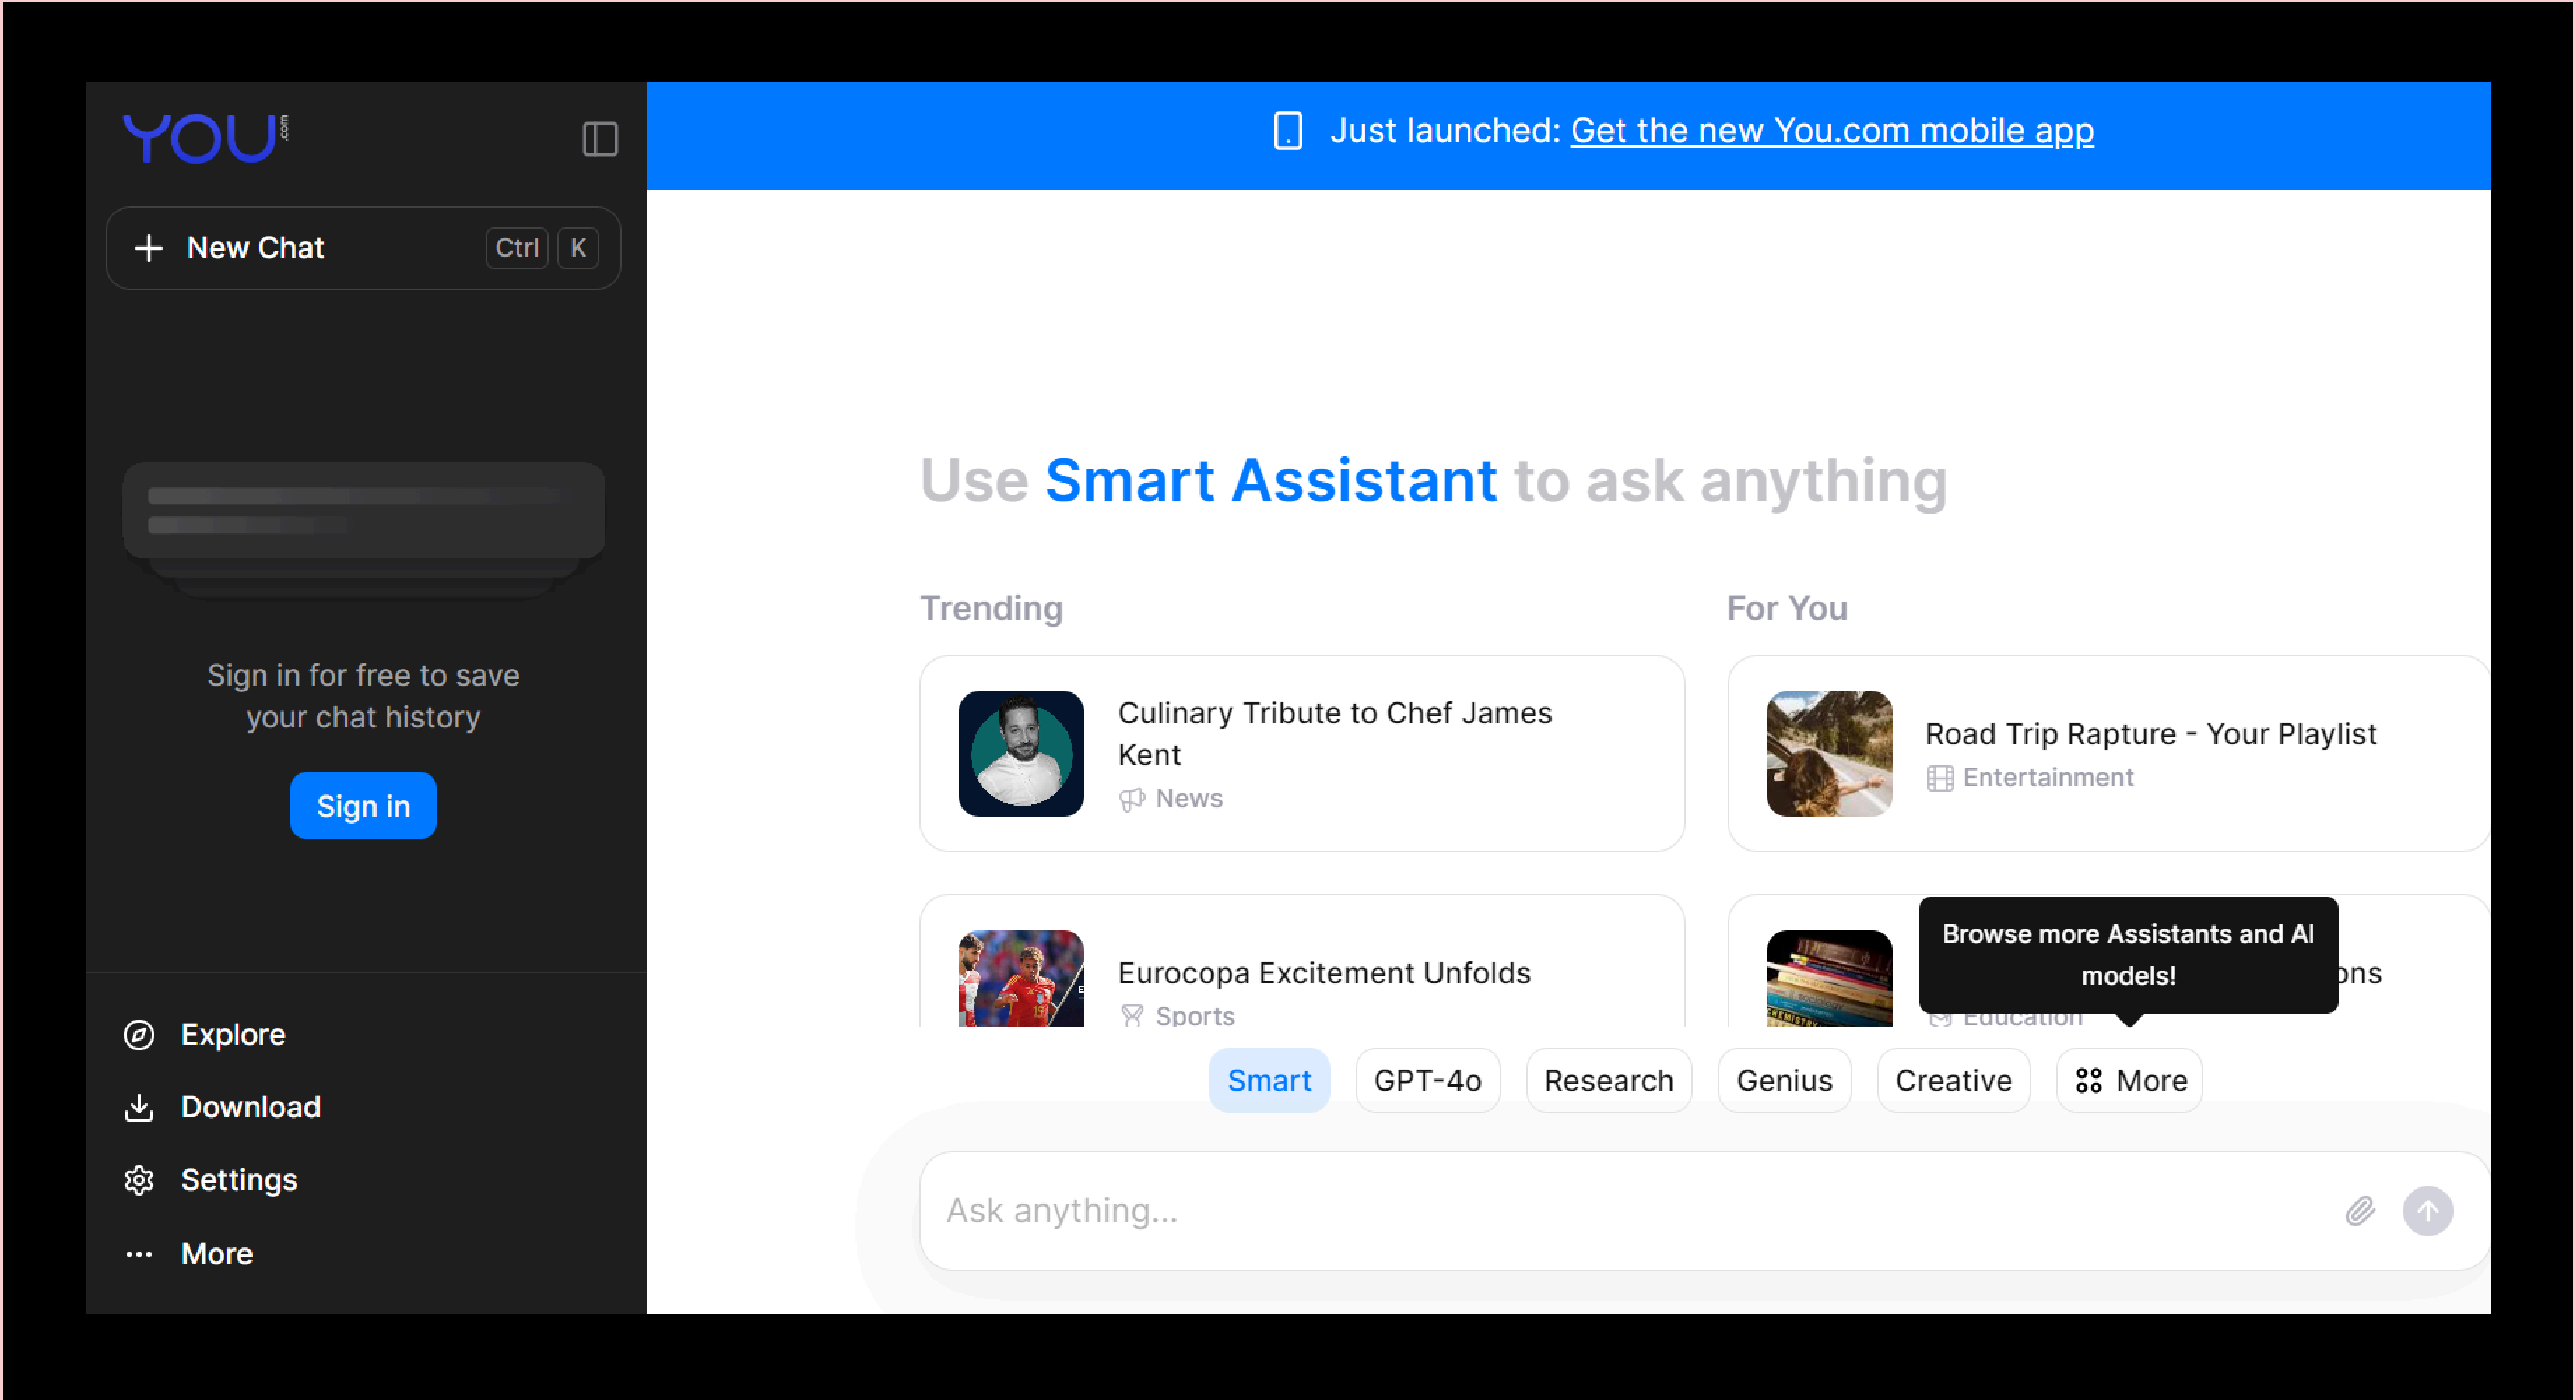 YOU.com
New Chat
Ctrl K
Sign in for free to save
your chat history
Sign in
Explore
Download
Settings
More
Just launched: Get the new You.com mobile app
Use Smart Assistant to ask anything
Trending
Culinary Tribute to Chef James
Kent
News
Eurocopa Excitement Unfolds
Sports
For You
Road Trip Rapture - Your Playlist
Entertainment
Browse more Assistants and AI
models!
Education
Smart
GPT-4o
Research
Genius
Creative
More
Ask anything...